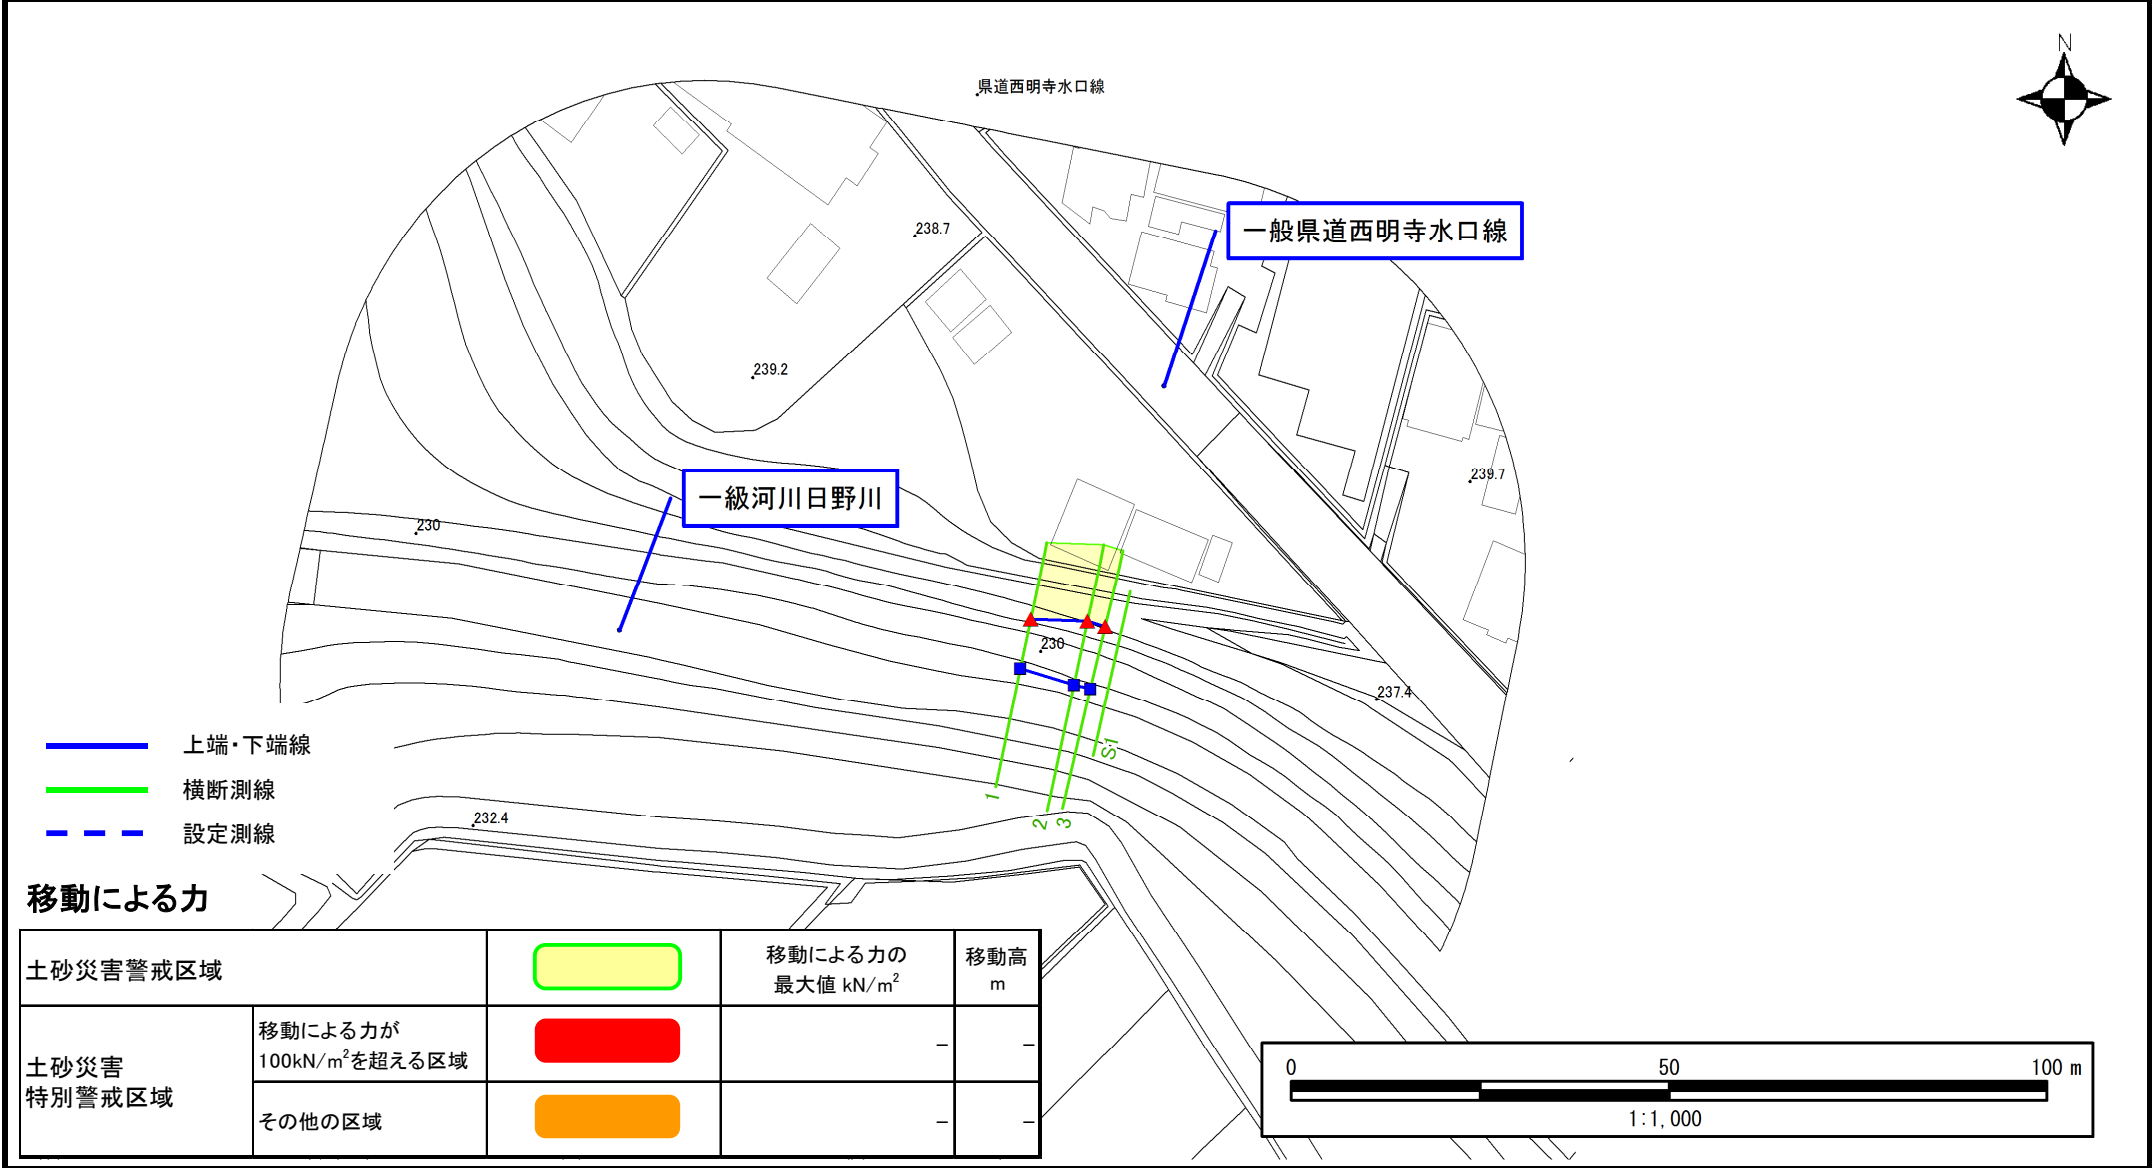 N
県道西明寺水口線
一般県道西明寺水口線
238.7
239.2
239.7
一級河川日野川
230
230
237.4
S1
1
2
3
232.4
上端・下端線
横断測線
設定測線
移動による力
土砂災害警戒区域
移動による力の
最大値 kN/m²
移動高
m
土砂災害
特別警戒区域
移動による力が
100kN/m²を超える区域
－
－
その他の区域
－
－
0
50
100 m
1:1,000